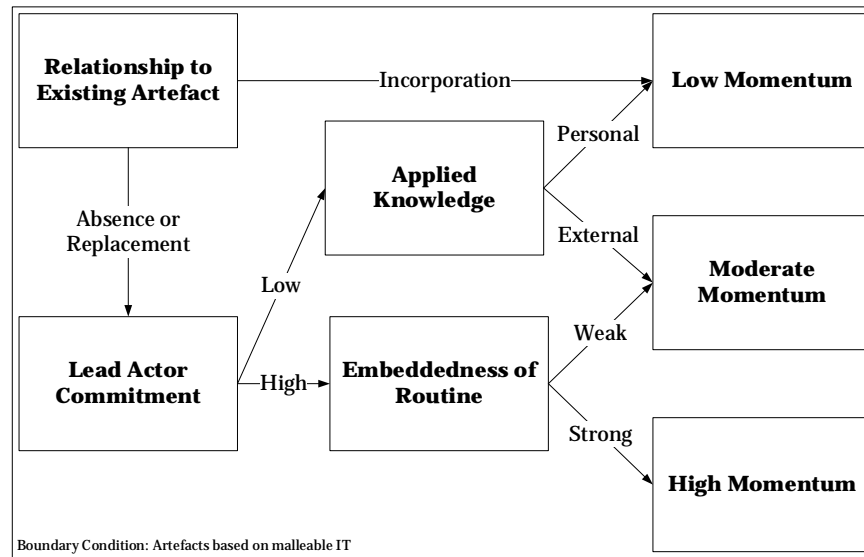 Relationship to
Existing Artefact
Incorporation
Low Momentum
Personal
Applied
Knowledge
Absence or
Replacement
External
Moderate
Momentum
Low
Weak
Lead Actor
Commitment
High
Embeddedness of
Routine
Strong
High Momentum
Boundary Condition: Artefacts based on malleable IT